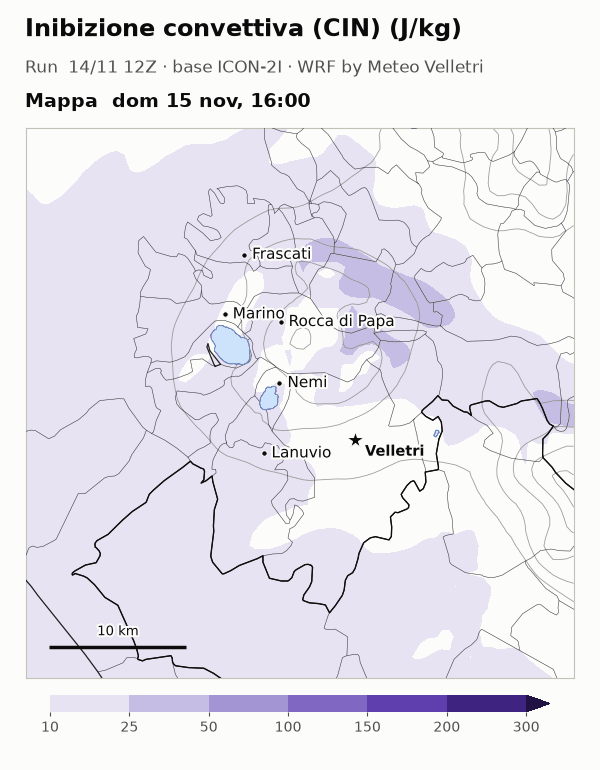 Inibizione convettiva (CIN) (J/kg)
Run  14/11 12Z · base ICON-2I · WRF by Meteo Velletri
Mappa  dom 15 nov, 16:00
Frascati
Marino
Rocca di Papa
Nemi
Velletri
Lanuvio
10 km
10 25 50 100 150 200 300